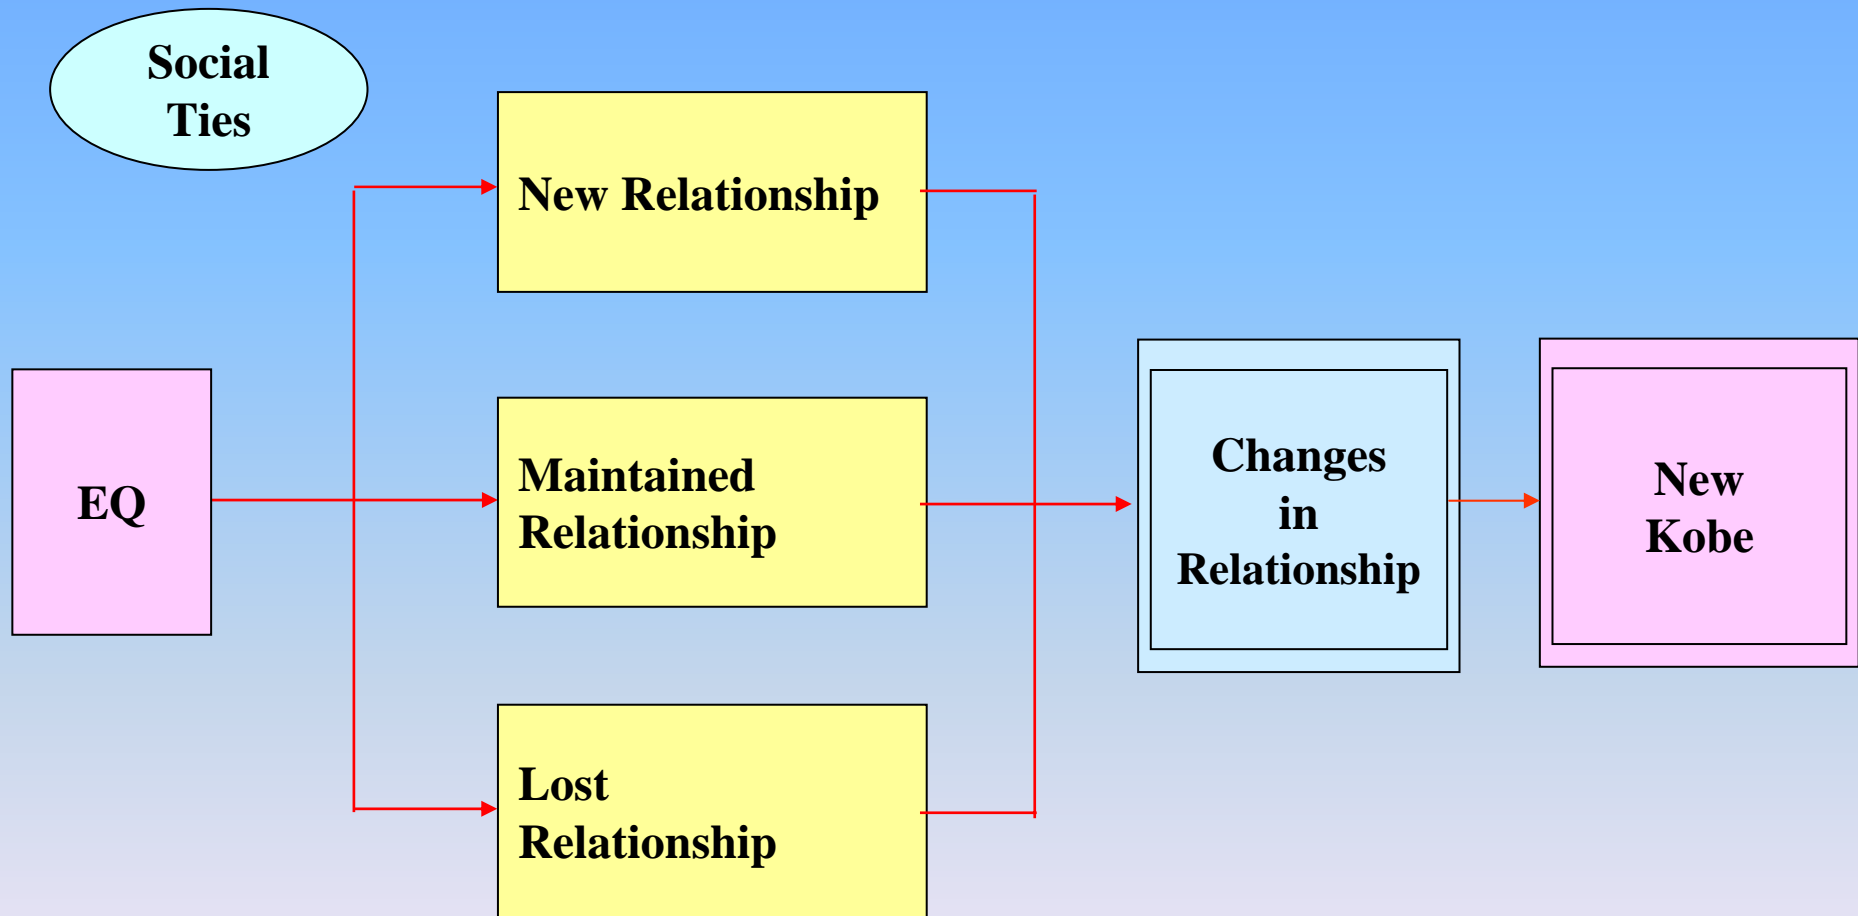 Social
Ties
New Relationship
EQ
Maintained
Relationship
Lost
Relationship
Changes
in
Relationship
New
Kobe